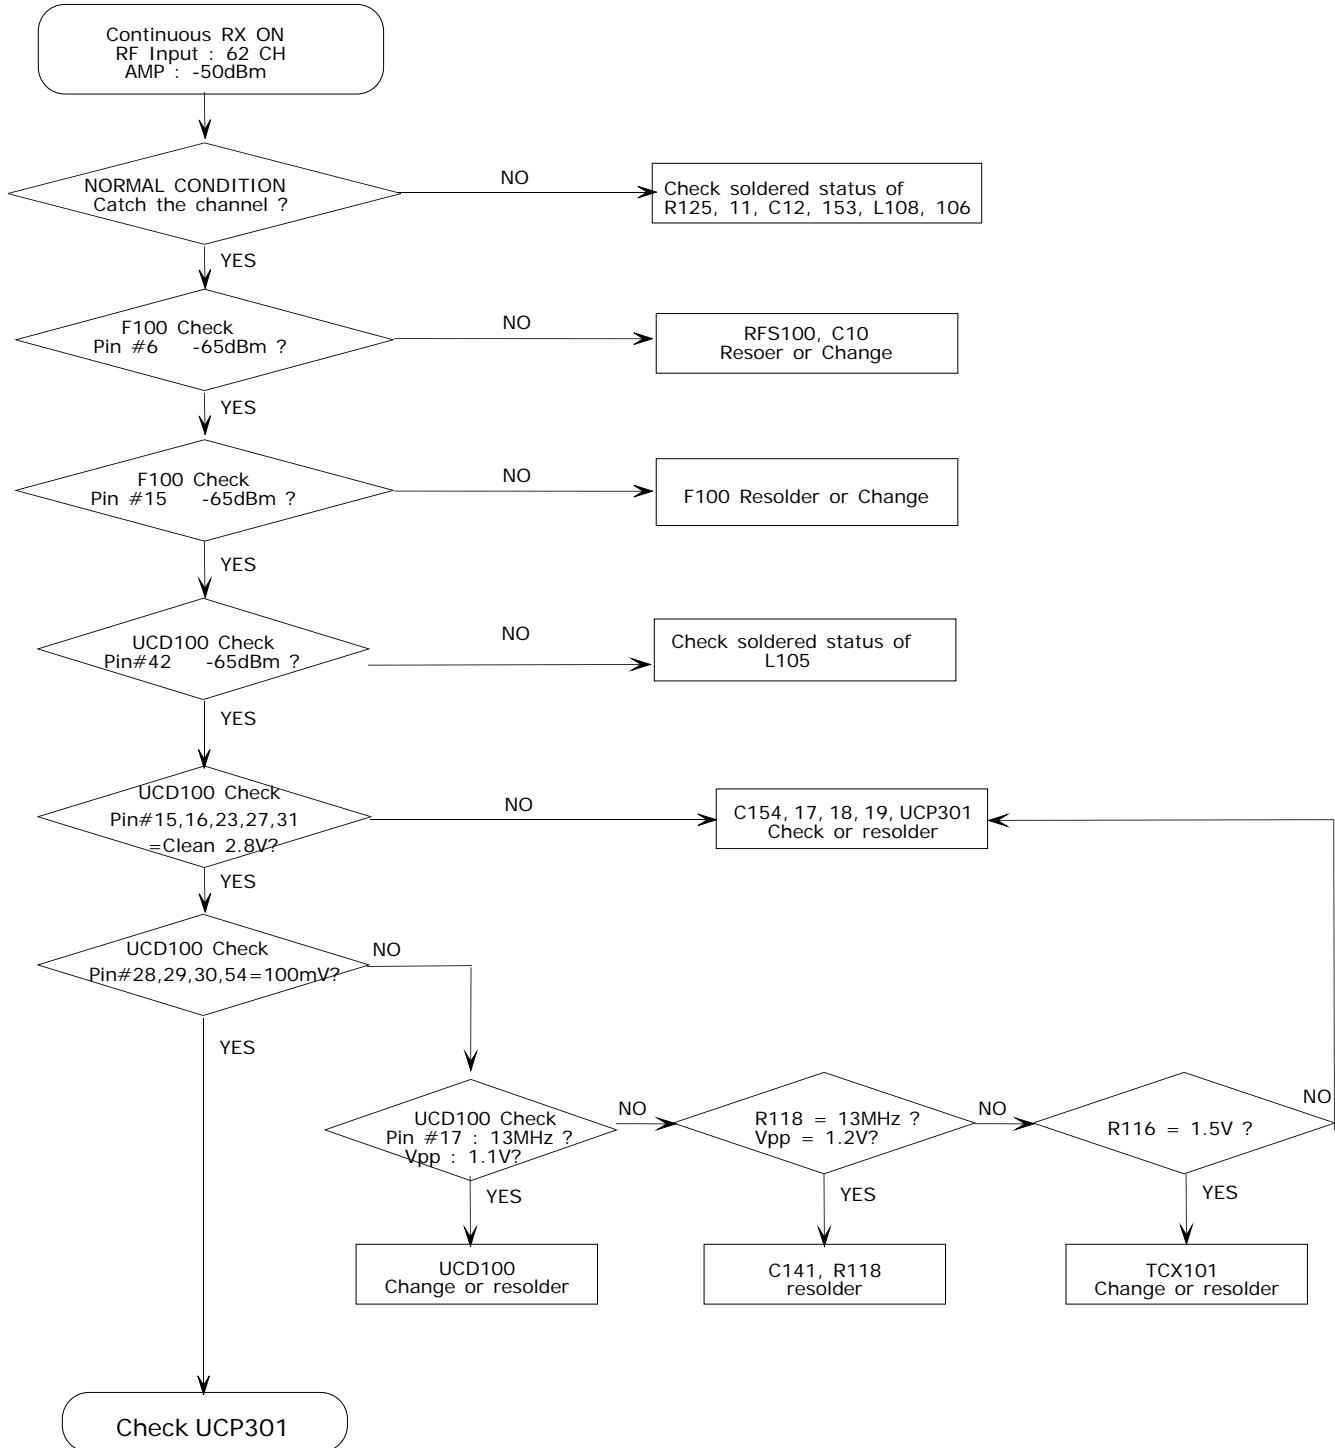 Continuous RX ON
RF Input : 62 CH
AMP : -50dBm
NORMAL CONDITION
Catch the channel ?
NO
Check soldered status of
R125, 11, C12, 153, L108, 106
YES
F100 Check
Pin #6 -65dBm ?
NO
RFS100, C10
Resoer or Change
YES
F100 Check
Pin #15 -65dBm ?
NO
F100 Resolder or Change
YES
UCD100 Check
Pin#42 -65dBm ?
NO
Check soldered status of
L105
YES
UCD100 Check
Pin#15,16,23,27,31
=Clean 2.8V?
NO
C154, 17, 18, 19, UCP301
Check or resolder
YES
UCD100 Check
Pin#28,29,30,54=100mV?
NO
YES
UCD100 Check
Pin #17 : 13MHz ?
Vpp : 1.1V?
NO
R118 = 13MHz ?
Vpp = 1.2V?
NO
R116 = 1.5V ?
NO
YES
YES
YES
UCD100
Change or resolder
C141, R118
resolder
TCX101
Change or resolder
Check UCP301